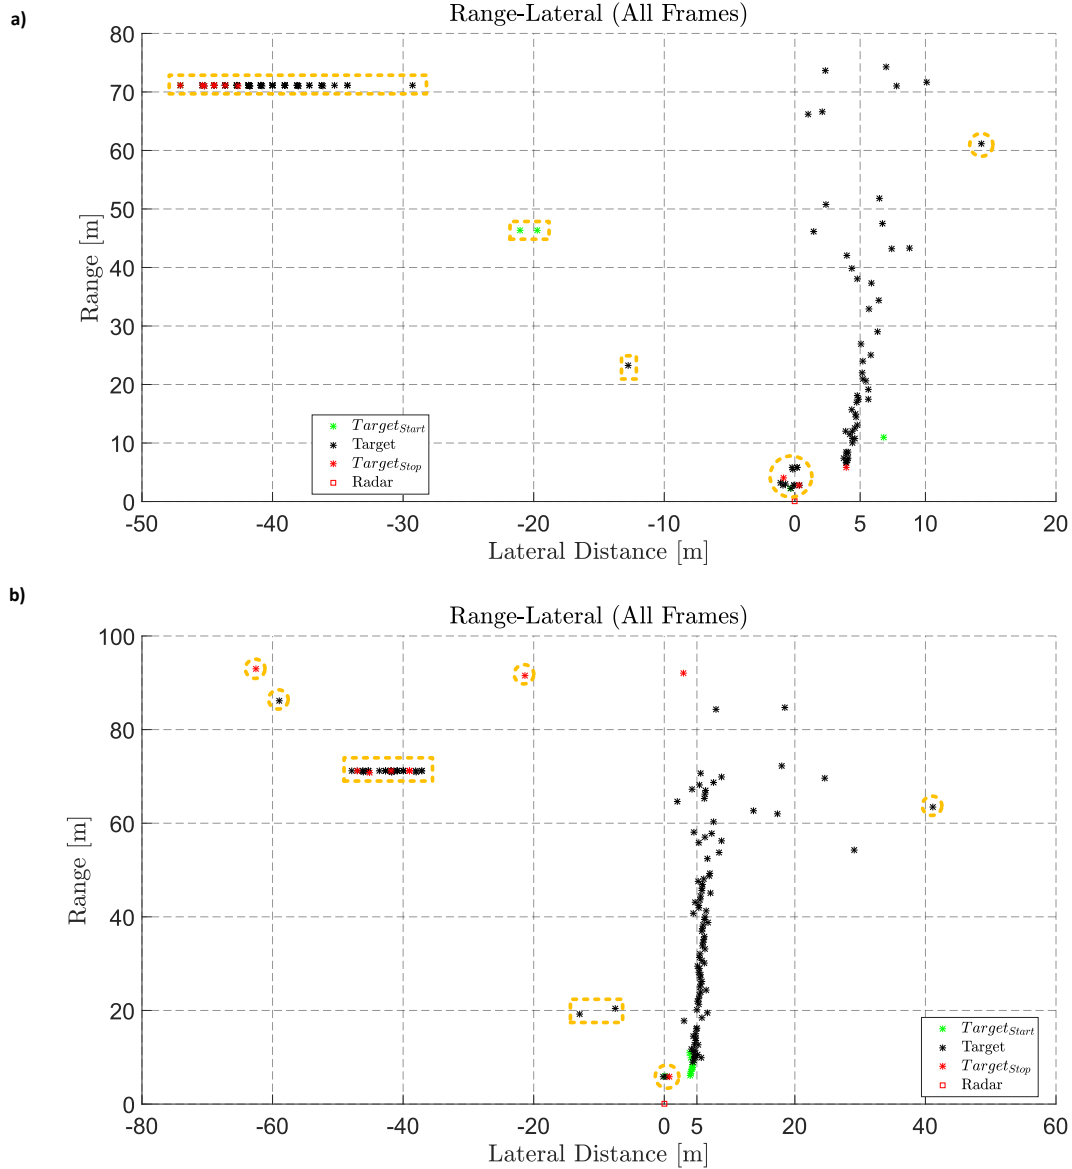 a)
Range-Lateral (All Frames)
80
70
60
50
40
30
20
10
0
Range [m]
Target_Start
Target
Target_Stop
Radar
-50 -40 -30 -20 -10 0 5 10 20
Lateral Distance [m]
b)
Range-Lateral (All Frames)
100
80
60
40
20
0
Range [m]
Target_Start
Target
Target_Stop
Radar
-80 -60 -40 -20 0 5 20 40 60
Lateral Distance [m]